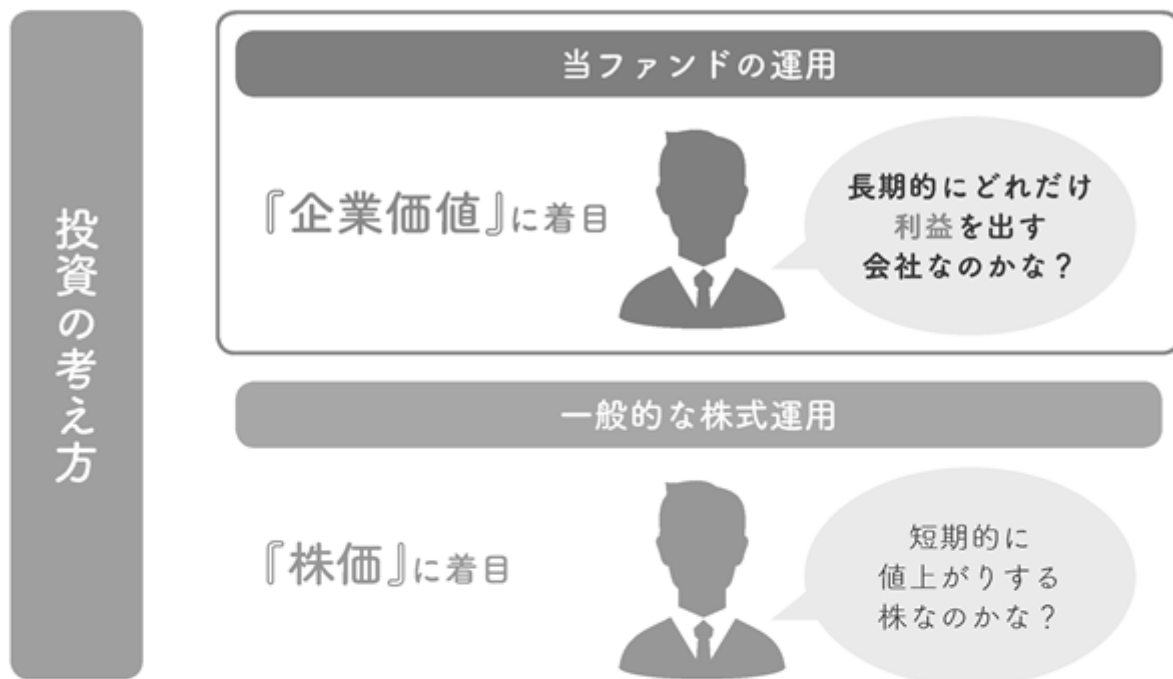 投資の考え方
当ファンドの運用
『企業価値』に着目
長期的にどれだけ
利益を出す
会社なのかな？
一般的な株式運用
『株価』に着目
短期的に
値上がりする
株なのかな？